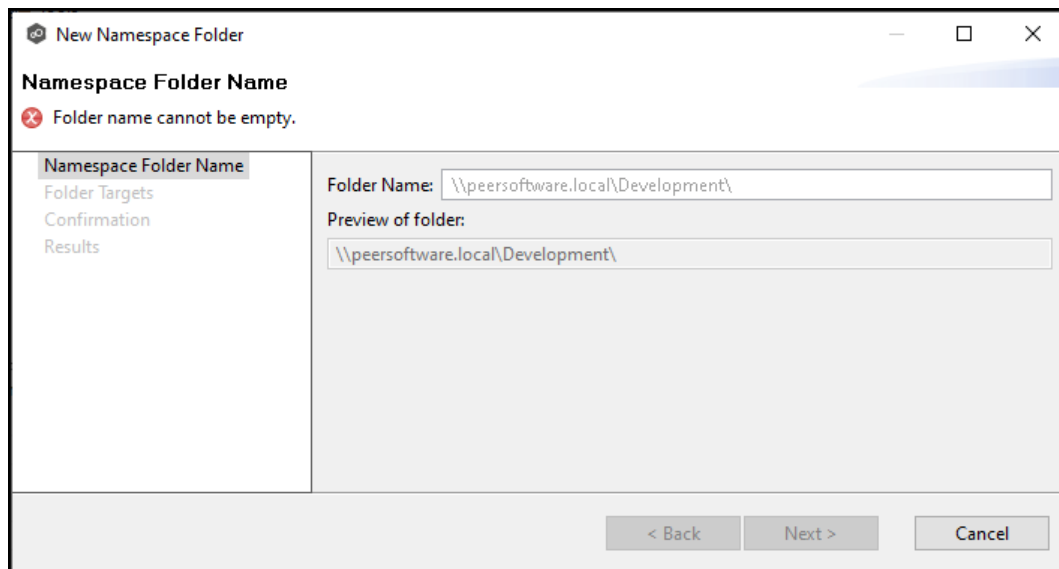 New Namespace Folder
Namespace Folder Name
Folder name cannot be empty.
Namespace Folder Name
Folder Targets
Confirmation
Results
Folder Name: \\peersoftware.local\Development\
Preview of folder:
\\peersoftware.local\Development\
< Back
Next >
Cancel